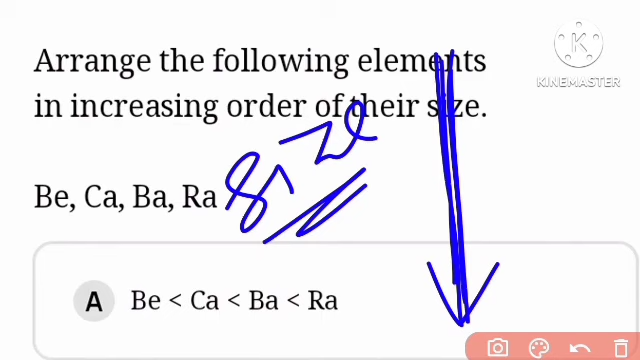 Arrange the following elements
in increasing order of their size.
size
Be, Ca, Ba, Ra
A Be < Ca < Ba < Ra
K
KINEMASTER